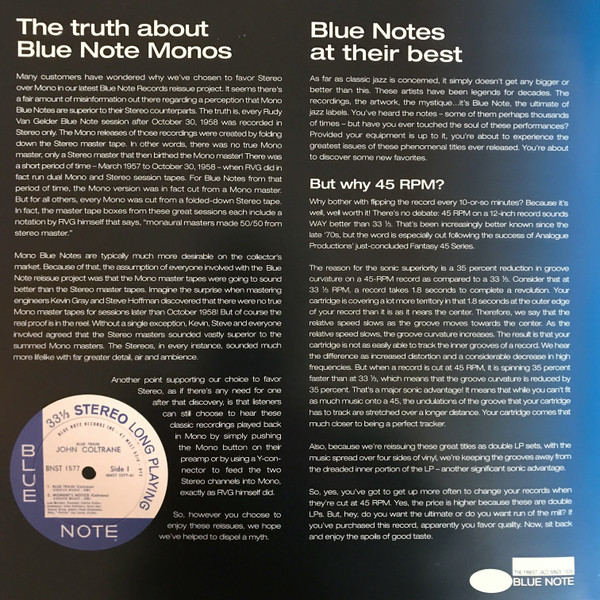 The truth about
Blue Note Monos
Many customers have wondered why we've chosen to favor Stereo
over Mono in our latest Blue Note Records reissue project. It seems there's
a fair amount of misinformation out there regarding a perception that Mono
Blue Notes are superior to their Stereo counterparts. The truth is, every Rudy
Van Gelder Blue Note session after October 30, 1958 was recorded in
Stereo only. The Mono releases of those recordings were created by folding
down the Stereo master tape. In other words, there was no true Mono
master, only a Stereo master that then birthed the Mono master! There was
a short period of time – March 1957 to October 30, 1958 – when RVG did in
fact run dual Mono and Stereo session tapes. For Blue Notes from that
period of time, the Mono version was in fact cut from a Mono master.
But for all others, every Mono was cut from a folded-down Stereo tape.
In fact, the master tape boxes from these great sessions each include a
notation by RVG himself that says, "monaural masters made 50/50 from
stereo master."
Mono Blue Notes are typically much more desirable on the collector's
market. Because of that, the assumption of everyone involved with the Blue
Note reissue project was that the Mono master tapes were going to sound
better than the Stereo master tapes. Imagine the surprise when mastering
engineers Kevin Gray and Steve Hoffman discovered that there were no true
Mono master tapes for sessions later than October 1958! But of course the
real proof is in the real. Without a single exception, Kevin, Steve and everyone
involved agreed that the Stereo masters sounded vastly superior to the
summed Mono masters. The Stereos, in every instance, sounded much
more lifelike with far greater detail, air and ambience.
Another point supporting our choice to favor
Stereo, as if there's any need for one
after that discovery, is that listeners
can still choose to hear these
classic recordings played back
in Mono by simply pushing
the Mono button on their
preamp or by using a Y-con-
nector to feed the two
Stereo channels into Mono,
exactly as RVG himself did.
So, however you choose to
enjoy these reissues, we hope
we've helped to dispel a myth.
33⅓ STEREO LONG PLAYING
BLUE NOTE RECORDS INC
BLUE TRAIN
JOHN COLTRANE
BNST 1577
Side 1
1. BLUE TRAIN (Coltrane)
2. MOMENT'S NOTICE (Coltrane)
BLUE
NOTE
Blue Notes
at their best
As far as classic jazz is concerned, it simply doesn't get any bigger or
better than this. These artists have been legends for decades. The
recordings, the artwork, the mystique...it's Blue Note, the ultimate of
jazz labels. You've heard the notes – some of them perhaps thousands
of times – but have you ever touched the soul of these performances?
Provided your equipment is up to it, you're about to experience the
greatest issues of these phenomenal titles ever released. You're about
to discover some new favorites.
But why 45 RPM?
Why bother with flipping the record every 10-or-so minutes? Because it's
well, well worth it! There's no debate: 45 RPM on a 12-inch record sounds
WAY better than 33 ⅓. That's been increasingly better known since the
late '70s, but the word is especially out following the success of Analogue
Productions' just-concluded Fantasy 45 Series.
The reason for the sonic superiority is a 35 percent reduction in groove
curvature on a 45-RPM record as compared to a 33 ⅓. Consider that at
33 ⅓ RPM, a record takes 1.8 seconds to complete a revolution. Your
cartridge is covering a lot more territory in that 1.8 seconds at the outer edge
of your record than it is as it nears the center. Therefore, we say that the
relative speed slows as the groove moves towards the center. As the
relative speed slows, the groove curvature increases. The result is that your
cartridge is not as easily able to track the inner grooves of a record. We hear
the difference as increased distortion and a considerable decrease in high
frequencies. But when a record is cut at 45 RPM, it is spinning 35 percent
faster than at 33 ⅓, which means that the groove curvature is reduced by
35 percent. That's a major sonic advantage! It means that while you can't fit
as much music onto a 45, the undulations of the groove that your cartridge
has to track are stretched over a longer distance. Your cartridge comes that
much closer to being a perfect tracker.
Also, because we're reissuing these great titles as double LP sets, with the
music spread over four sides of vinyl, we're keeping the grooves away from
the dreaded inner portion of the LP – another significant sonic advantage.
So, yes, you've got to get up more often to change your records when
they're cut at 45 RPM. Yes, the price is higher because these are double
LPs. But, hey, do you want the ultimate or do you want run of the mill? If
you've purchased this record, apparently you favor quality. Now, sit back
and enjoy the spoils of good taste.
THE FINEST IN JAZZ SINCE 1939
BLUE NOTE